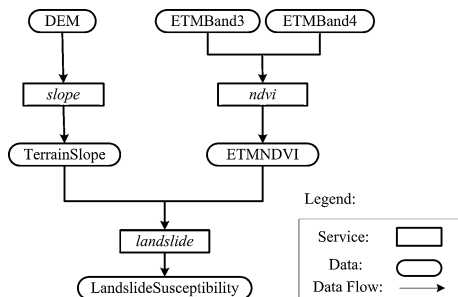 DEM
ETMBand3
ETMBand4
slope
ndvi
TerrainSlope
ETMNDVI
landslide
LandslideSusceptibility
Legend:
Service:
Data:
Data Flow: